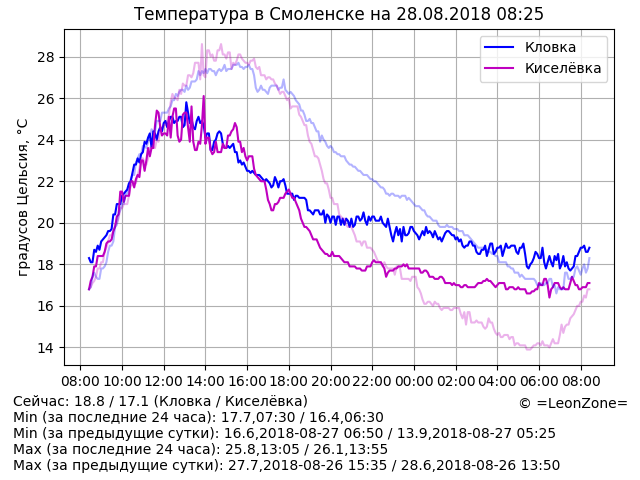 Температура в Смоленске на 28.08.2018 08:25
Кловка
Киселёвка
градусов Цельсия, °C
28
26
24
22
20
18
16
14
08:00 10:00 12:00 14:00 16:00 18:00 20:00 22:00 00:00 02:00 04:00 06:00 08:00
Сейчас: 18.8 / 17.1 (Кловка / Киселёвка)
© =LeonZone=
Min (за последние 24 часа): 17.7,07:30 / 16.4,06:30
Min (за предыдущие сутки): 16.6,2018-08-27 06:50 / 13.9,2018-08-27 05:25
Max (за последние 24 часа): 25.8,13:05 / 26.1,13:55
Max (за предыдущие сутки): 27.7,2018-08-26 15:35 / 28.6,2018-08-26 13:50